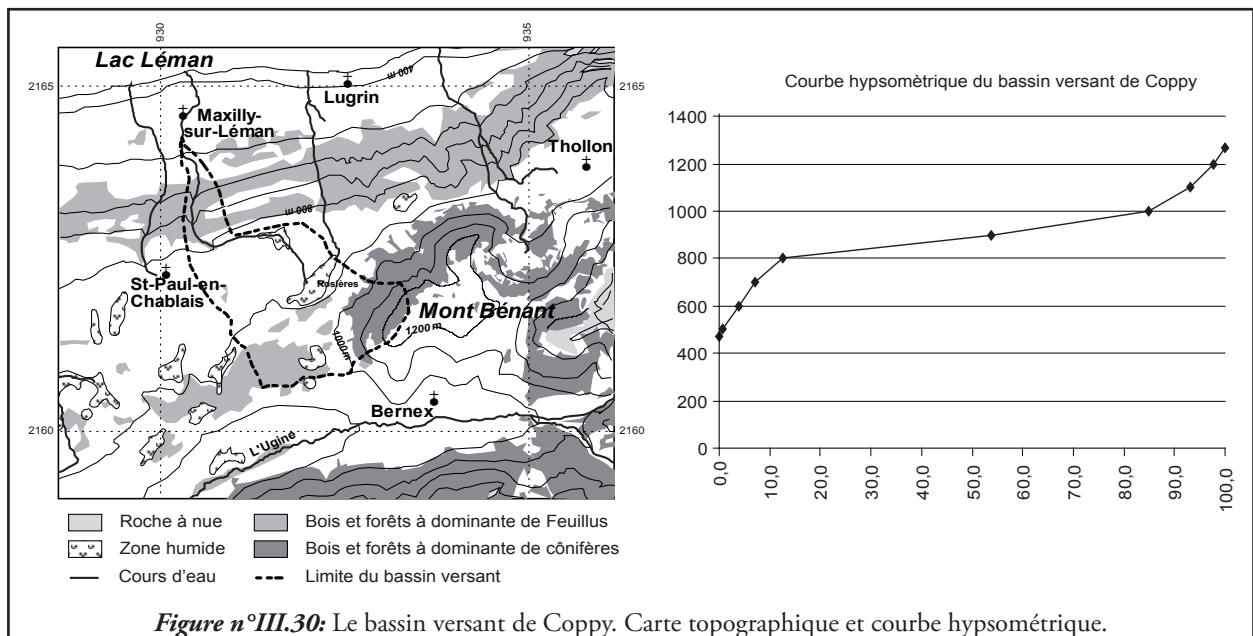 930
935
Lac Léman
400 m
2165
2165
Lugrin
Maxilly-
sur-Léman
Thollon
800 m
St-Paul-en-
Chablais
Rosières
Mont Bénant
1200 m
1000 m
Bernex
2160
2160
L'Ugine
Roche à nue
Bois et forêts à dominante de Feuillus
Zone humide
Bois et forêts à dominante de cônifères
Cours d'eau
Limite du bassin versant
Courbe hypsomètrique du bassin versant de Coppy
1400
1200
1000
800
600
400
200
0
0,0
10,0
20,0
30,0
40,0
50,0
60,0
70,0
80,0
90,0
100,0
Figure n°III.30: Le bassin versant de Coppy. Carte topographique et courbe hypsométrique.